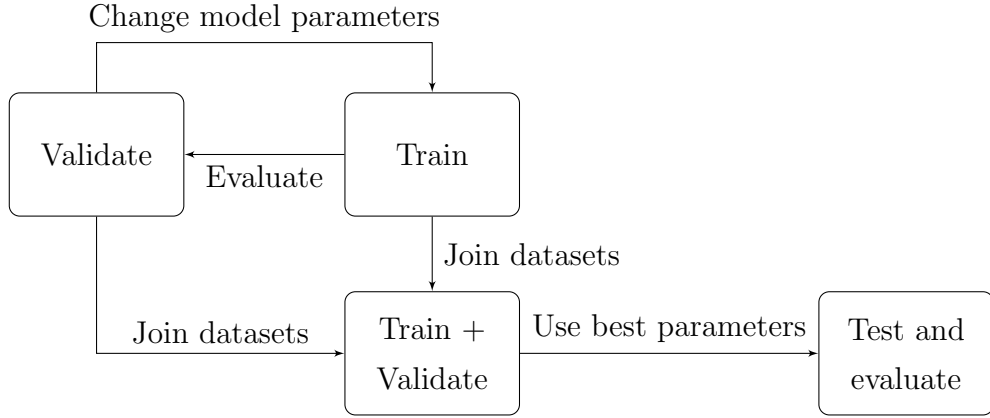 Change model parameters
Validate
Train
Evaluate
Join datasets
Join datasets
Train +
Validate
Use best parameters
Test and
evaluate